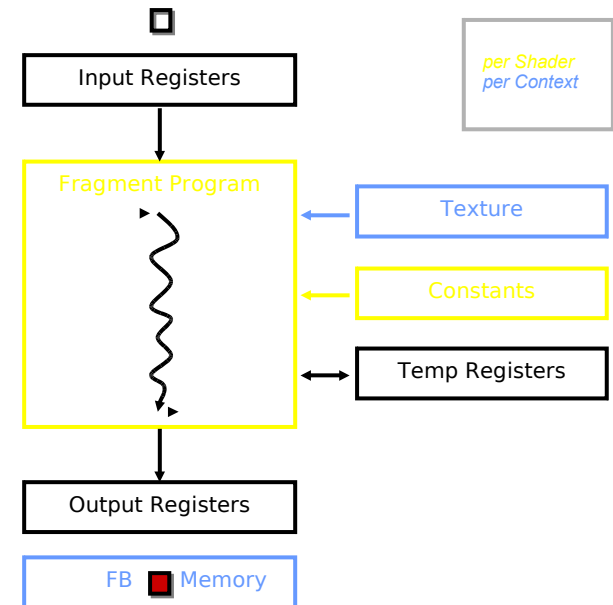 Input Registers
per Shader
per Context
Fragment Program
Texture
Constants
Temp Registers
Output Registers
FB Memory